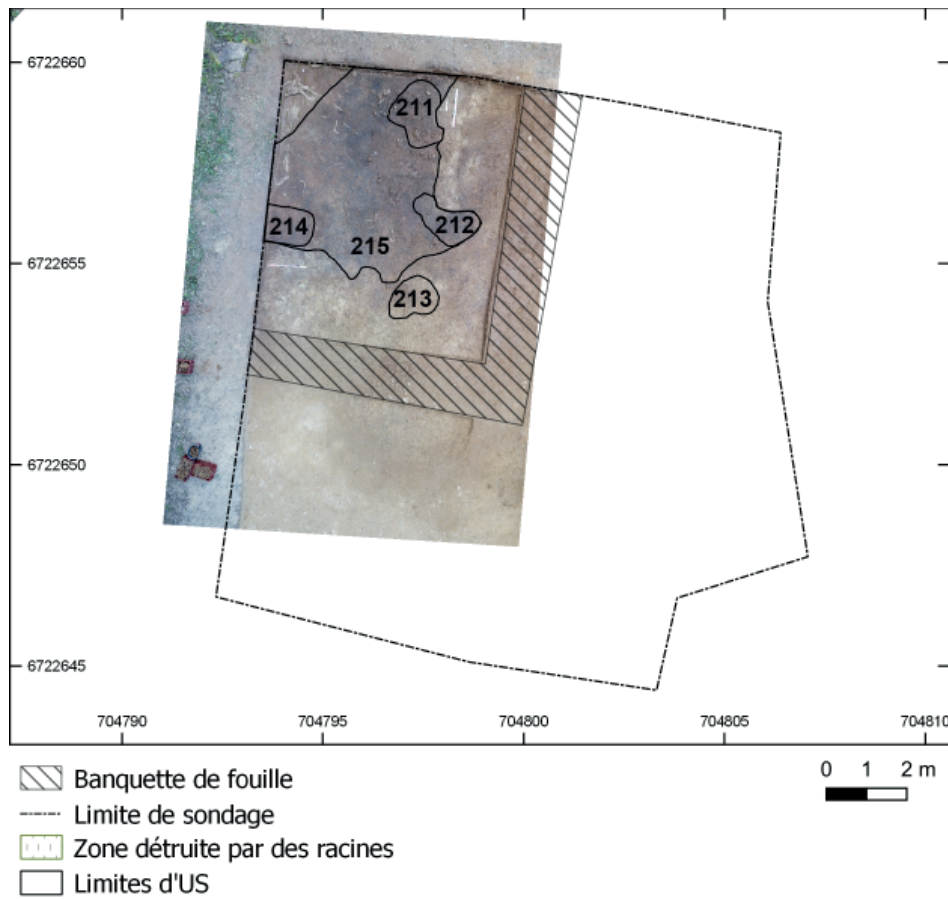 6722660
6722655
6722650
6722645
211
214
212
215
213
704790
704795
704800
704805
704810
Banquette de fouille
Limite de sondage
Zone détruite par des racines
Limites d'US
0 1 2 m